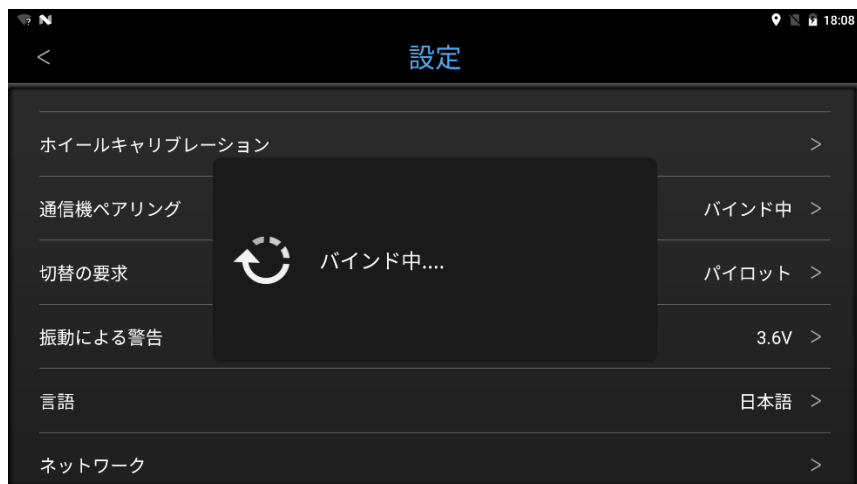 18:08
設定
ホイールキャリブレーション
通信機ペアリング バインド中
バインド中....
切替の要求 パイロット
振動による警告 3.6V
言語 日本語
ネットワーク